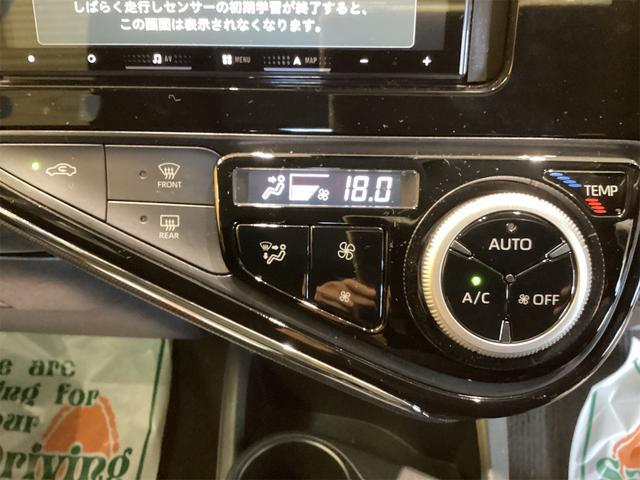 しばらく走行しセンサーの初期学習が終了すると、
この画面は表示されなくなります。
AV
MENU
MAP
- +
FRONT
REAR
18.0
TEMP
AUTO
A/C
OFF
e are
ing for
our
Driving